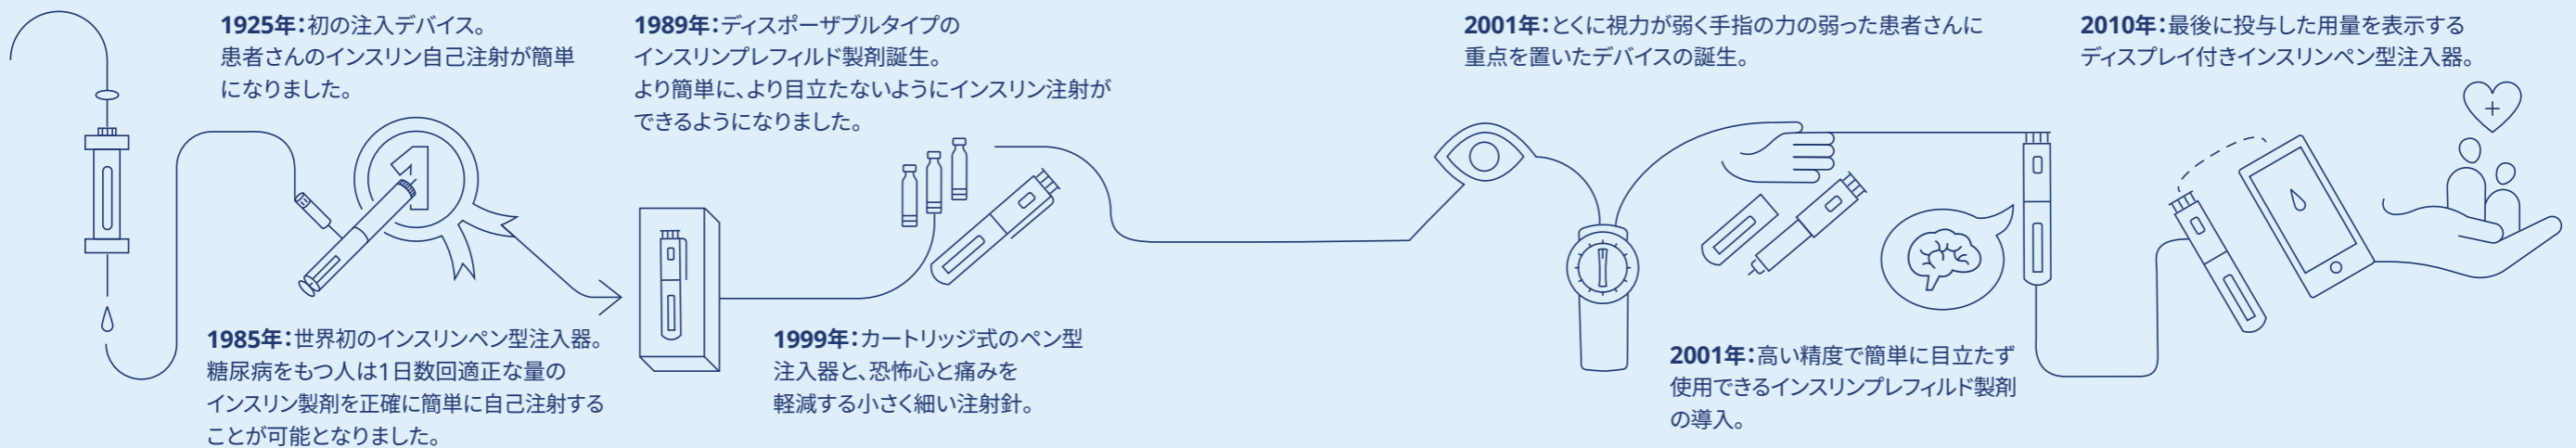 1925年：初の注入デバイス。
患者さんのインスリン自己注射が簡単
になりました。
1985年：世界初のインスリンペン型注入器。
糖尿病をもつ人は1日数回適正な量の
インスリン製剤を正確に簡単に自己注射する
ことが可能となりました。
1
1989年：ディスポーザブルタイプの
インスリンプレフィルド製剤誕生。
より簡単に、より目立たないようにインスリン注射が
できるようになりました。
1999年：カートリッジ式のペン型
注入器と、恐怖心と痛みを
軽減する小さく細い注射針。
2001年：とくに視力が弱く手指の力の弱った患者さんに
重点を置いたデバイスの誕生。
2001年：高い精度で簡単に目立たず
使用できるインスリンプレフィルド製剤
の導入。
2010年：最後に投与した用量を表示する
ディスプレイ付きインスリンペン型注入器。